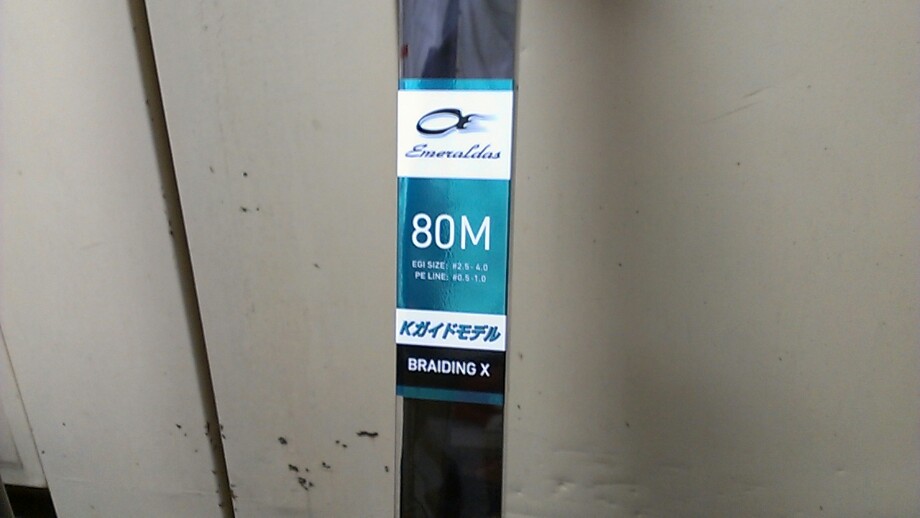 Emeraldas
80M
EGI SIZE: #2.5-4.0
PE LINE: #0.5-1.0
Kガイドモデル
BRAIDING X